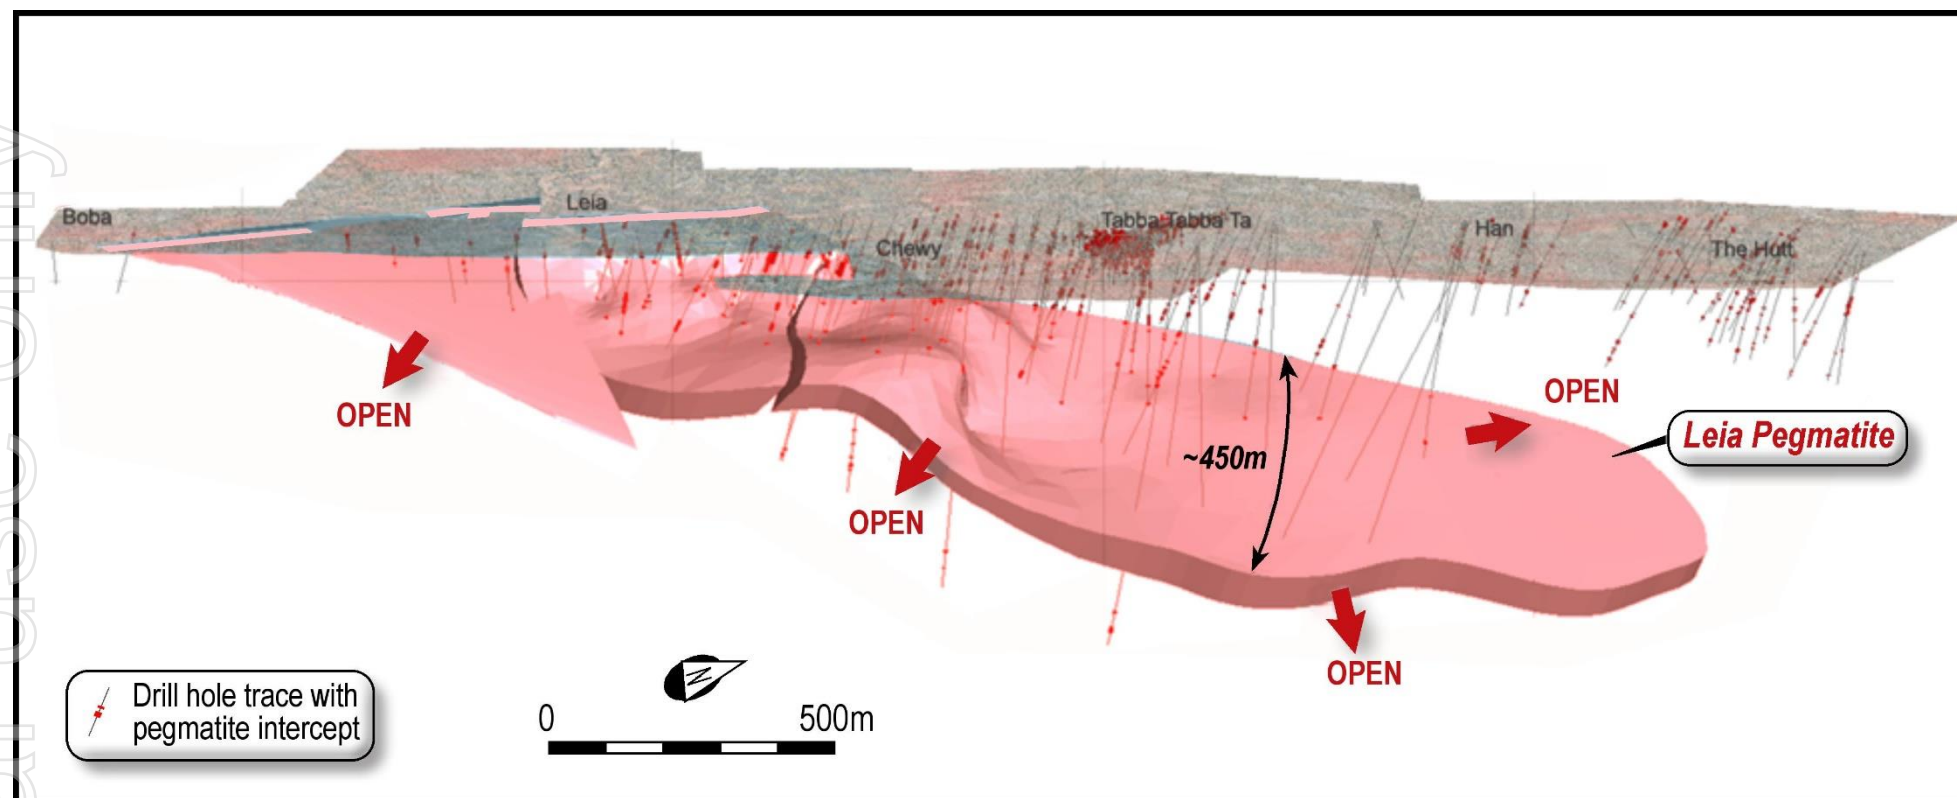 Boba
Leia
Chewy
Tabba Tabba Ta
Han
The Hutt
OPEN
OPEN
OPEN
OPEN
~450m
Leia Pegmatite
Drill hole trace with
pegmatite intercept
N
0 500m